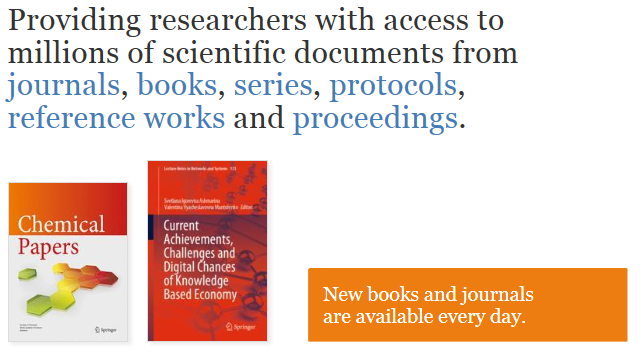 Providing researchers with access to
millions of scientific documents from
journals, books, series, protocols,
reference works and proceedings.
Chemical
Papers
Springer
Lecture Notes in Networks and Systems
Svetlana Igorevna Ashmarina
Valentina Vyacheslavovna Mantulenko Editors
Current
Achievements,
Challenges and
Digital Chances
of Knowledge
Based Economy
Springer
New books and journals
are available every day.